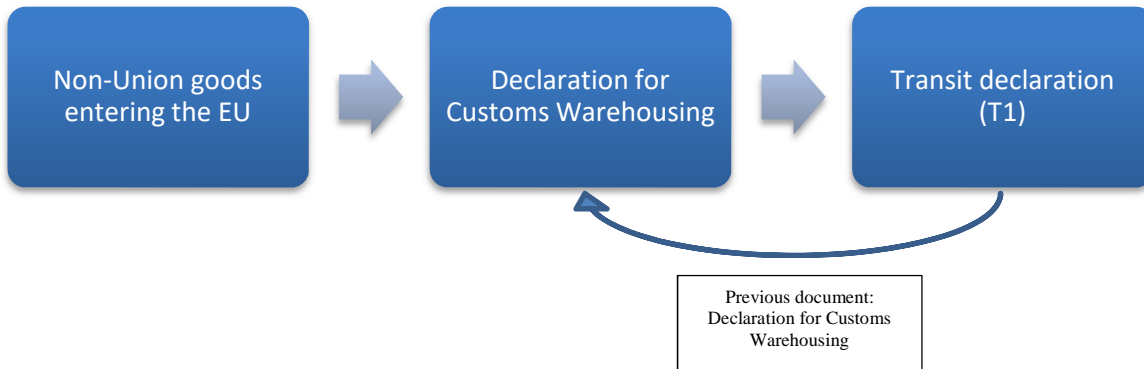 Non-Union goods
entering the EU
Declaration for
Customs Warehousing
Transit declaration
(T1)
Previous document:
Declaration for Customs
Warehousing